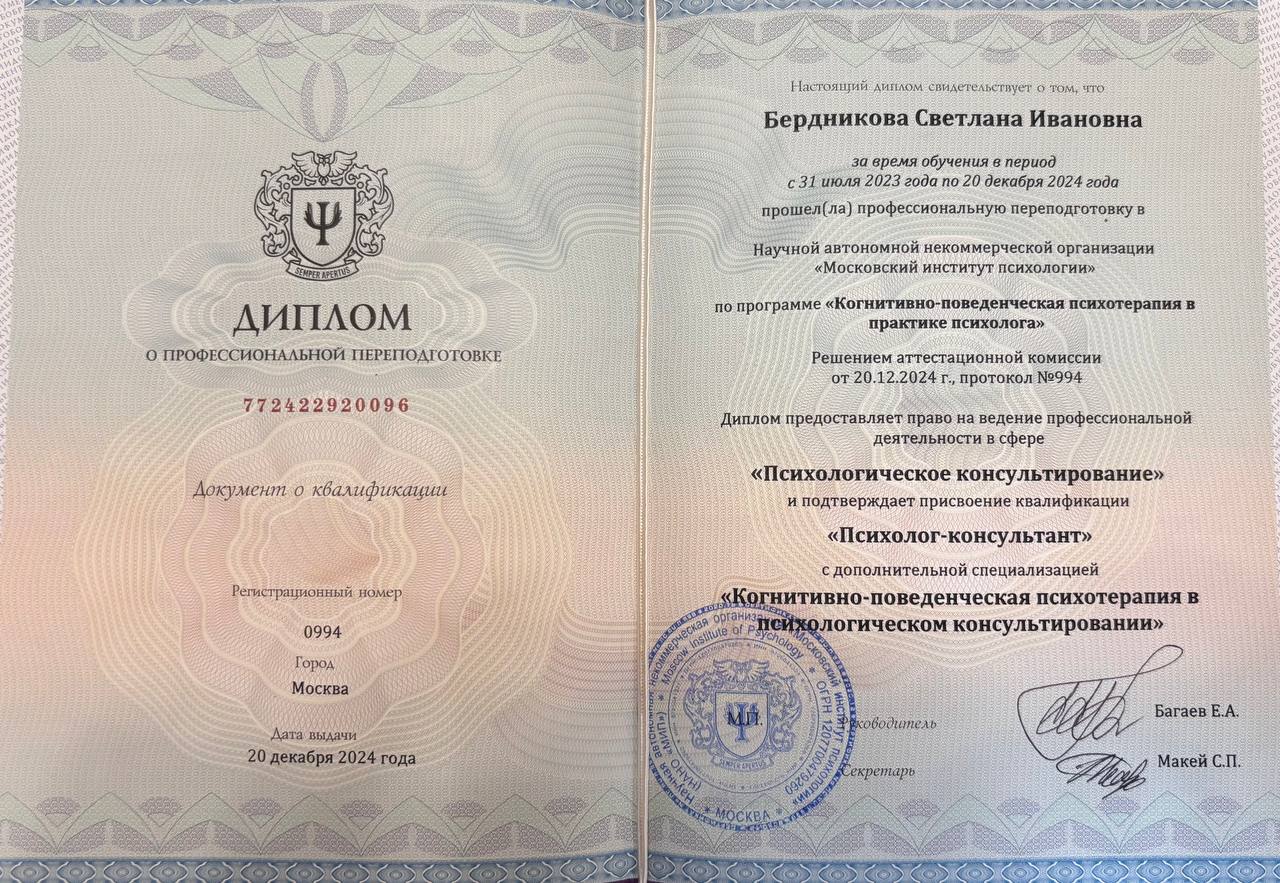 SEMPER APERTUS
ДИПЛОМ
О ПРОФЕССИОНАЛЬНОЙ ПЕРЕПОДГОТОВКЕ
772422920096
Документ о квалификации
Регистрационный номер
0994
Город
Москва
Дата выдачи
20 декабря 2024 года
Настоящий диплом свидетельствует о том, что
Бердникова Светлана Ивановна
за время обучения в период
с 31 июля 2023 года по 20 декабря 2024 года
прошел(ла) профессиональную переподготовку в
Научной автономной некоммерческой организации
«Московский институт психологии»
по программе «Когнитивно-поведенческая психотерапия в
практике психолога»
Решением аттестационной комиссии
от 20.12.2024 г., протокол №994
Диплом предоставляет право на ведение профессиональной
деятельности в сфере
«Психологическое консультирование»
и подтверждает присвоение квалификации
«Психолог-консультант»
с дополнительной специализацией
«Когнитивно-поведенческая психотерапия в
психологическом консультировании»
Научная автономная некоммерческая организация «Московский институт психологии»
(НАНО «МИП») * Moscow Institute of Psychology * ОГРН 1207700479260
* МОСКВА *
SEMPER APERTUS
М.П.
Руководитель
Багаев Е.А.
Секретарь
Макей С.П.